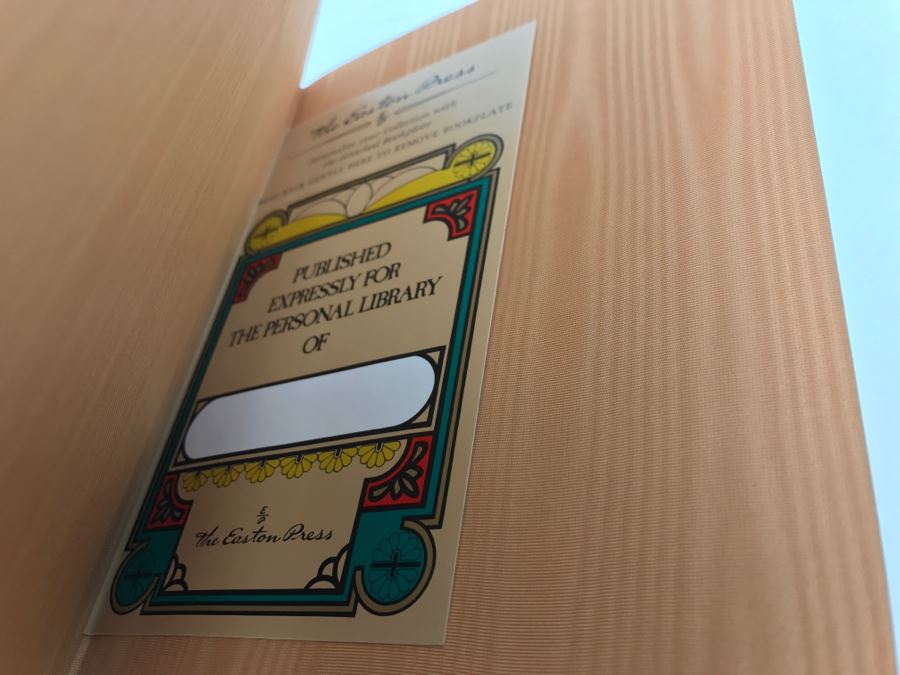 The Easton Press
Personalize your Collection with
the attached Bookplate
GENTLY HERE TO REMOVE BOOKPLATE
PUBLISHED
EXPRESSLY FOR
THE PERSONAL LIBRARY
OF
The Easton Press